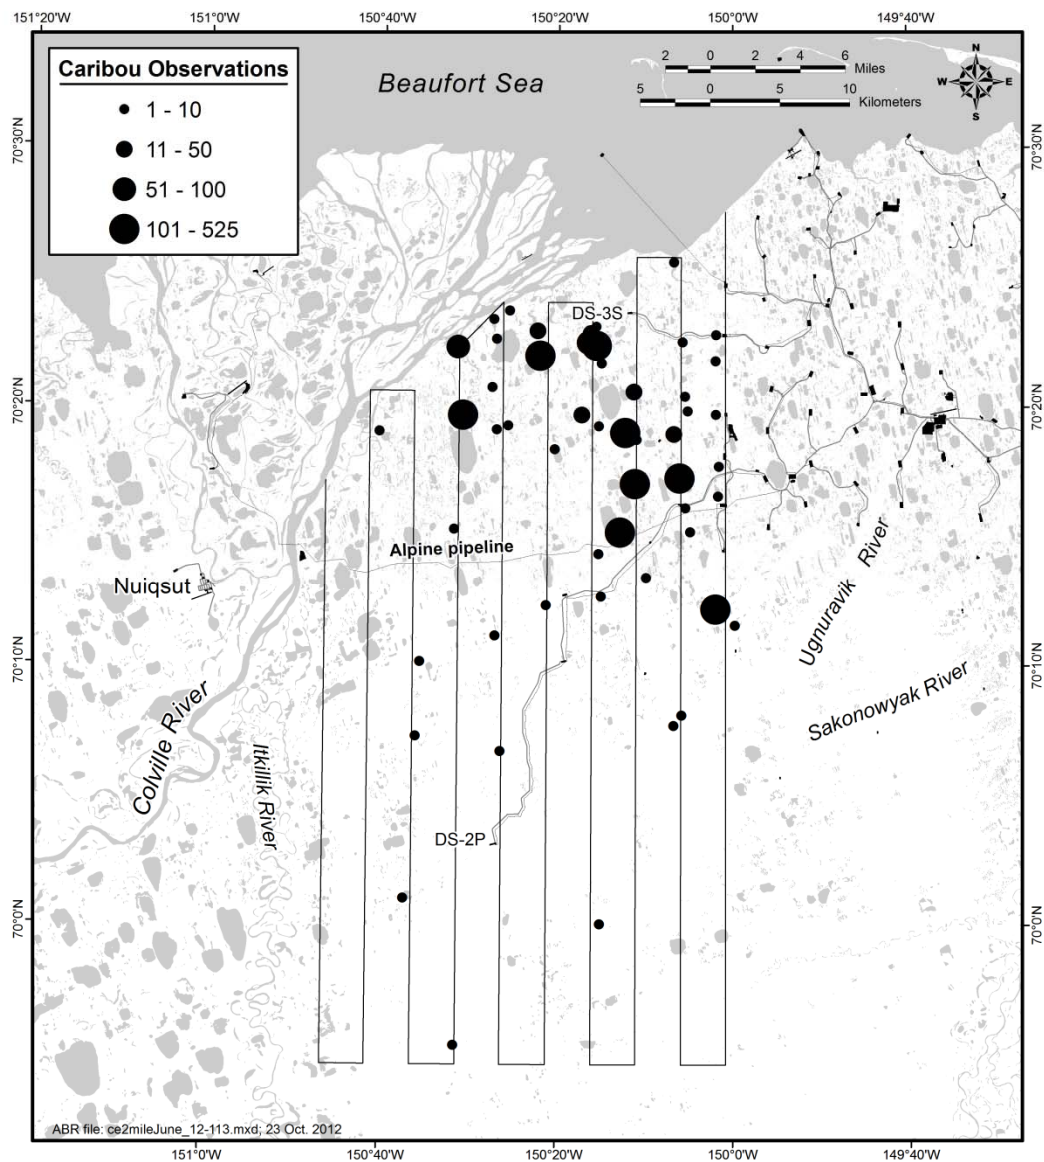 151°20'W 151°0'W 150°40'W 150°20'W 150°0'W 149°40'W
Caribou Observations
1 - 10
11 - 50
51 - 100
101 - 525
Beaufort Sea
2 0 2 4 6
Miles
5 0 5 10
Kilometers
N
W E
S
70°30'N 70°30'N
DS-3S
70°20'N 70°20'N
Alpine pipeline
Nuiqsut
Ugnuravik River
70°10'N 70°10'N
Sakonowyak River
Colville River
Itkillik River
DS-2P
70°0'N 70°0'N
ABR file: ce2mileJune_12-113.mxd; 23 Oct. 2012
151°0'W 150°40'W 150°20'W 150°0'W 149°40'W